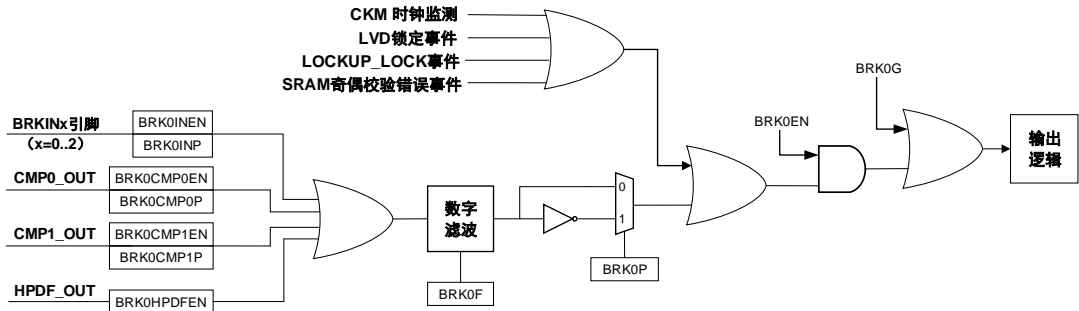 CKM 时钟监测
LVD锁定事件
LOCKUP_LOCK事件
SRAM奇偶校验错误事件
BRK0G
BRK0EN
输出
逻辑
BRKINx引脚
（x=0..2）
BRK0INEN
BRK0INP
CMP0_OUT
BRK0CMP0EN
BRK0CMP0P
CMP1_OUT
BRK0CMP1EN
BRK0CMP1P
HPDF_OUT
BRK0HPDFEN
数字
滤波
BRK0F
0
1
BRK0P